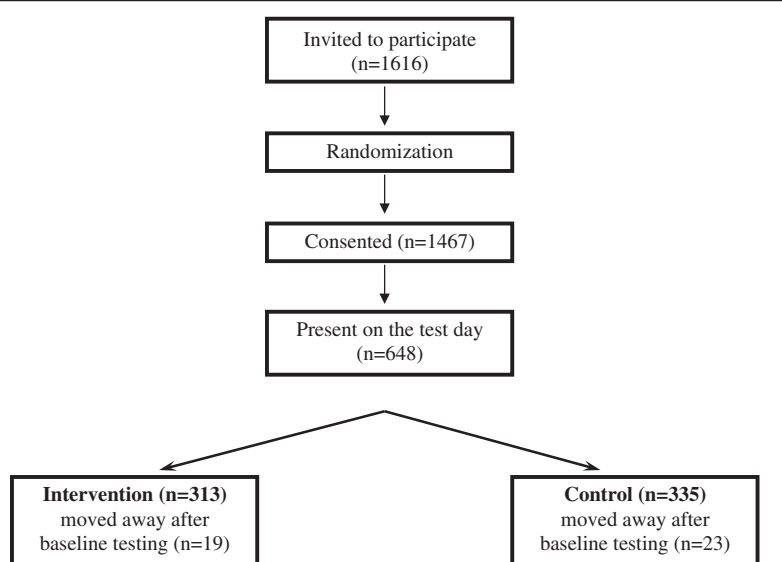 Invited to participate
(n=1616)
Randomization
Consented (n=1467)
Present on the test day
(n=648)
Intervention (n=313)
moved away after
baseline testing (n=19)
Control (n=335)
moved away after
baseline testing (n=23)